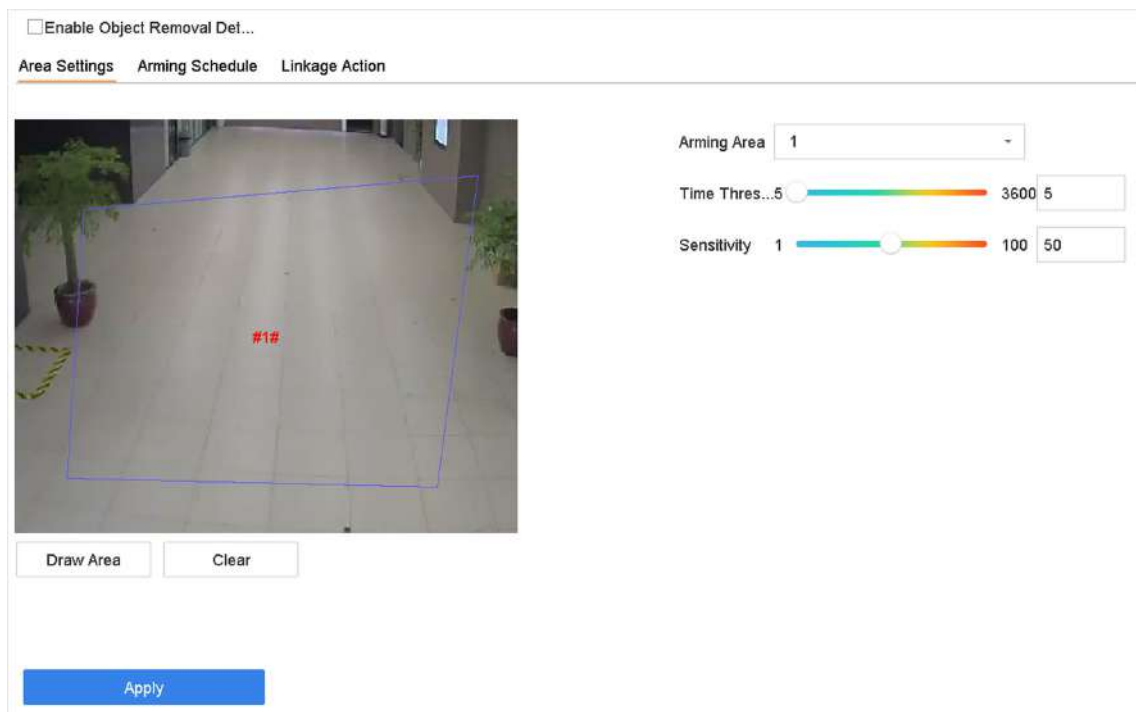 Enable Object Removal Det...
Area Settings Arming Schedule Linkage Action
Arming Area 1
Time Thres...5 3600 5
Sensitivity 1 100 50
#1#
Draw Area Clear
Apply